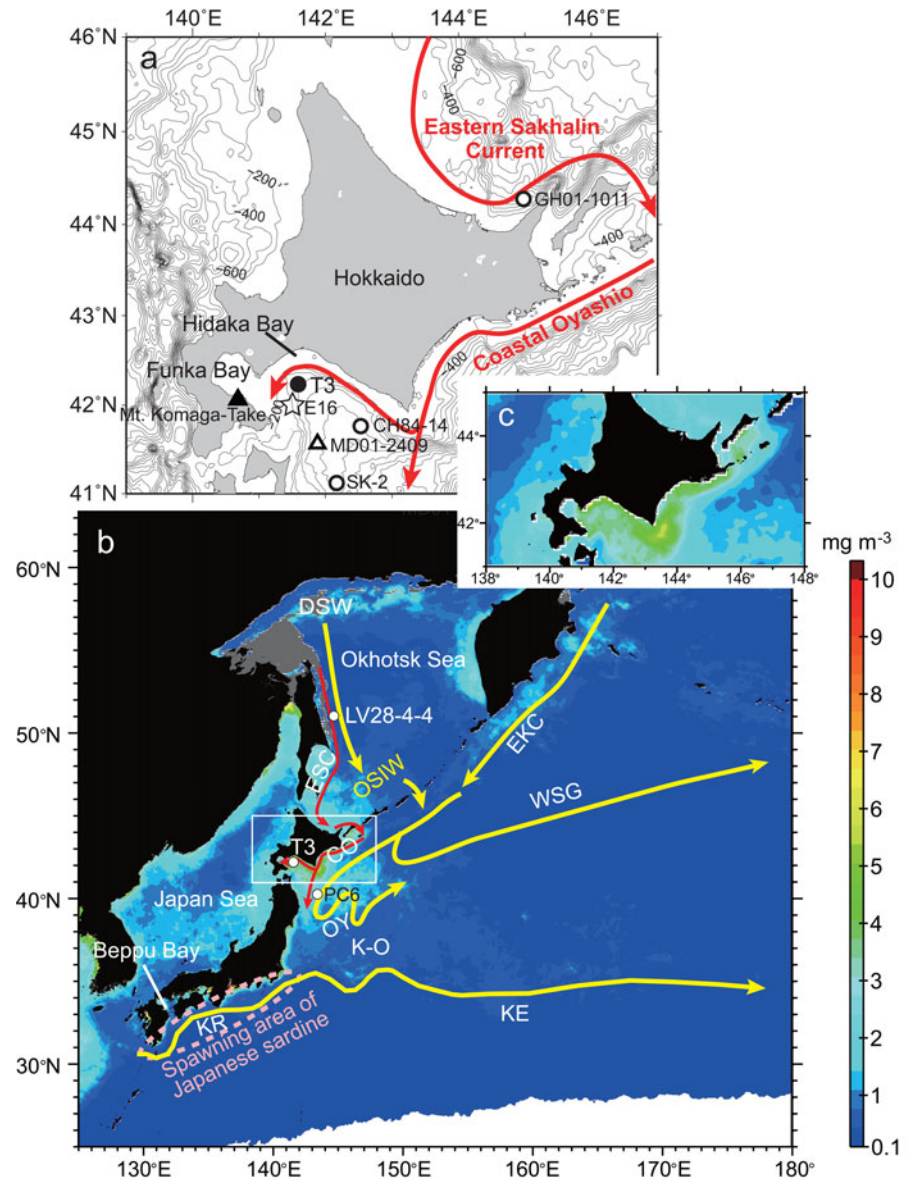 140°E
142°E
144°E
146°E
46°N
a
-600
-400
Eastern Sakhalin
Current
45°N
-200
GH01-1011
44°N
-400
-400
-600
Hokkaido
Coastal Oyashio
43°N
Hidaka Bay
-400
Funka Bay
T3
42°N
Mt. Komaga-Take
-200
E16
CH84-14
MD01-2409
41°N
SK-2
c
44°
44°
42°
42°
138°
140°
142°
144°
146°
148°
mg m-3
b
60°N
DSW
10
Okhotsk Sea
9
LV28-4-4
EKC
8
50°N
ESC
OSIW
7
WSG
6
T3
CO
5
40°N
PC6
Japan Sea
OY
4
K-O
Beppu Bay
3
KR
KE
2
Spawning area of
Japanese sardine
30°N
1
0.1
130°E
140°E
150°E
160°E
170°E
180°